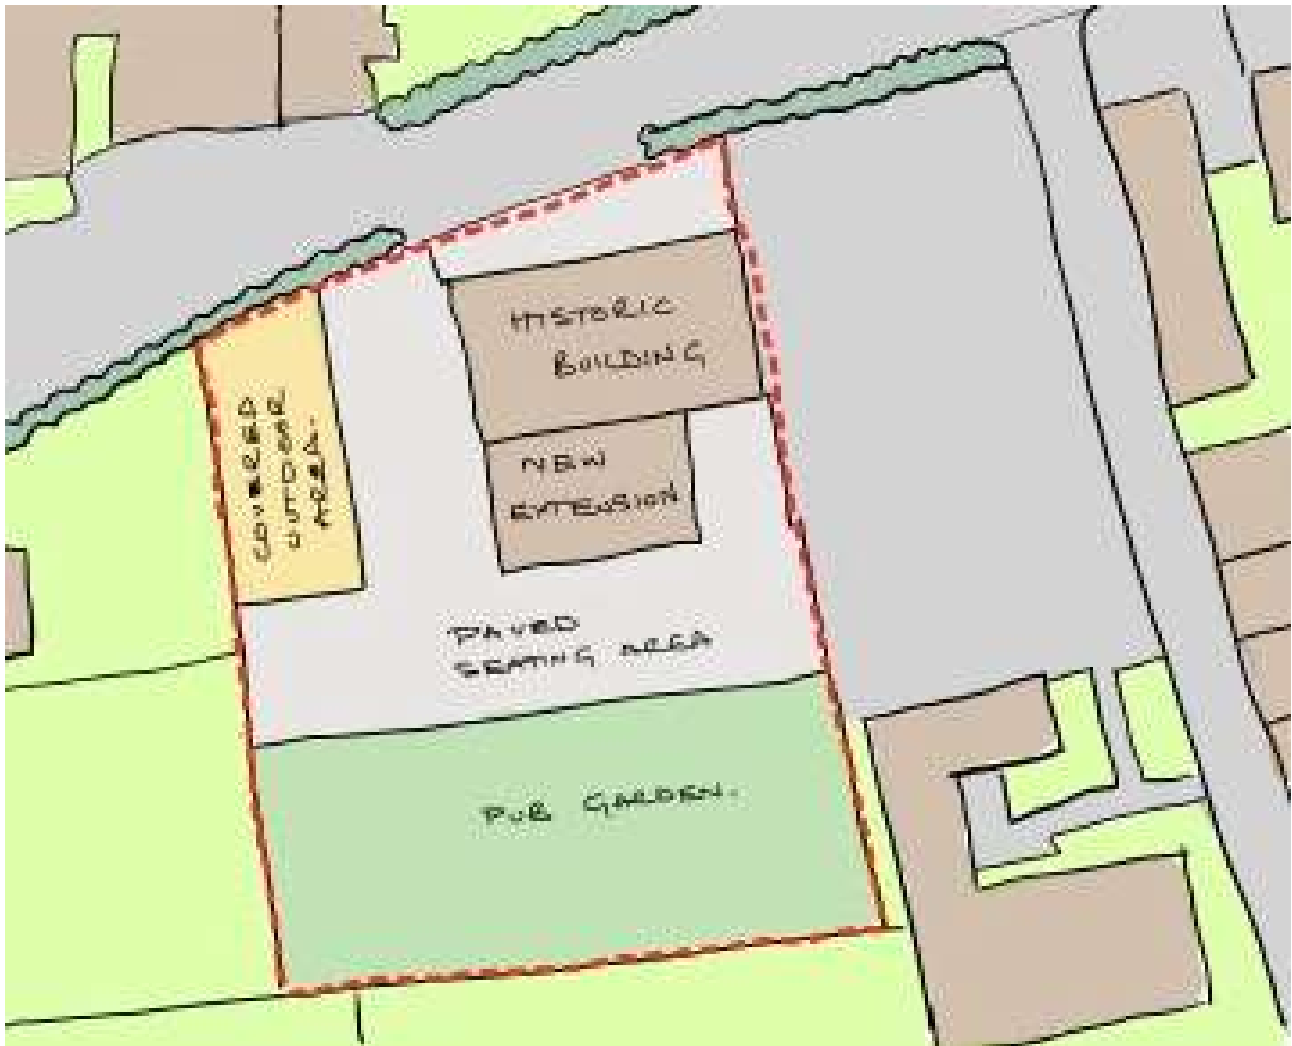 HISTORIC
BUILDING
COVERED
OUTDOOR
AREA.
NEW
EXTENSION
PAVED
SEATING AREA
PUB GARDEN.